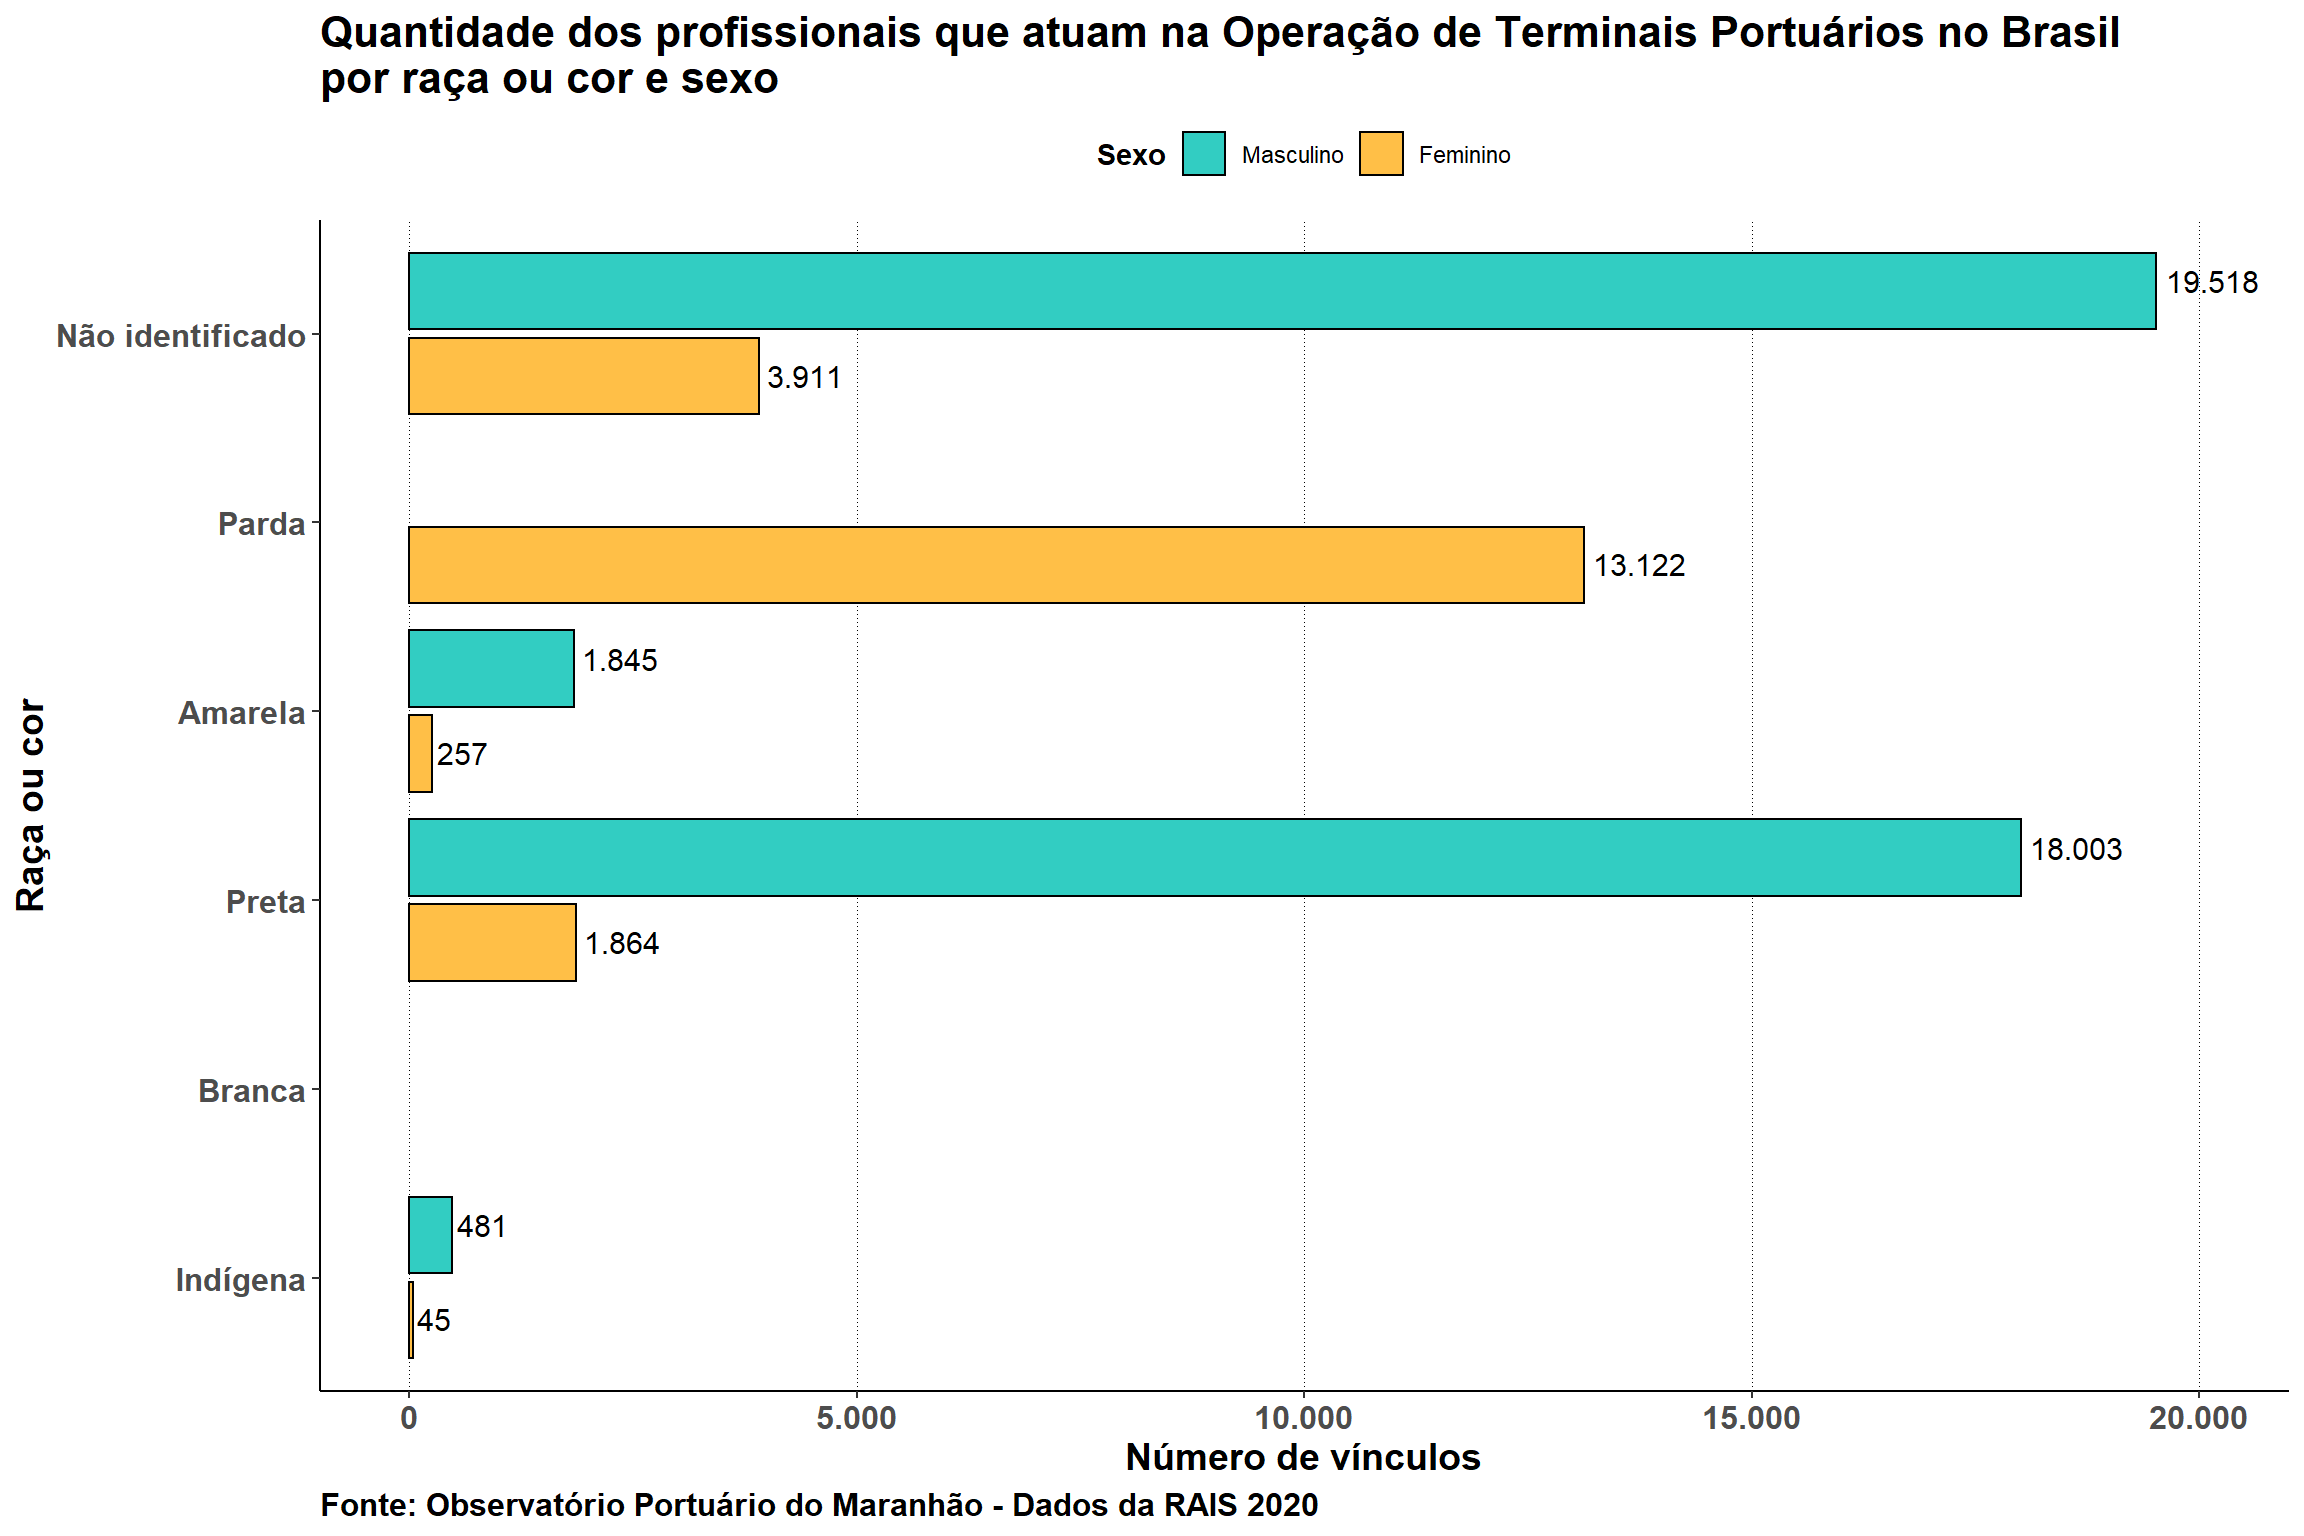 Quantidade dos profissionais que atuam na Operação de Terminais Portuários no Brasil
por raça ou cor e sexo
Sexo Masculino Feminino
Não identificado
19.518
3.911
Parda
13.122
Amarela
1.845
257
Preta
18.003
1.864
Branca
Indígena
481
45
Raça ou cor
0 5.000 10.000 15.000 20.000
Número de vínculos
Fonte: Observatório Portuário do Maranhão - Dados da RAIS 2020